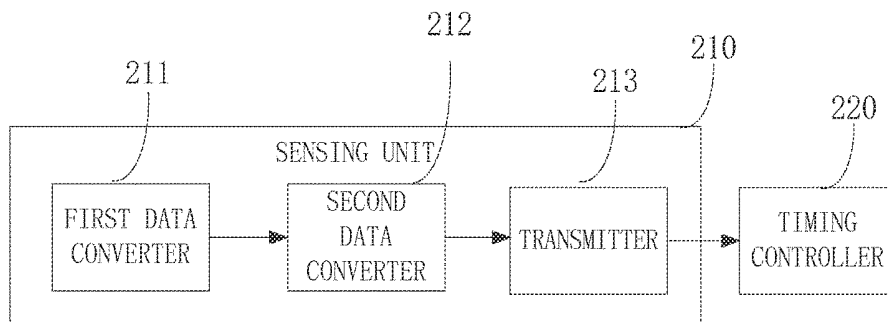 212
210
211
213
220
SENSING UNIT
FIRST DATA
CONVERTER
SECOND
DATA
CONVERTER
TRANSMITTER
TIMING
CONTROLLER